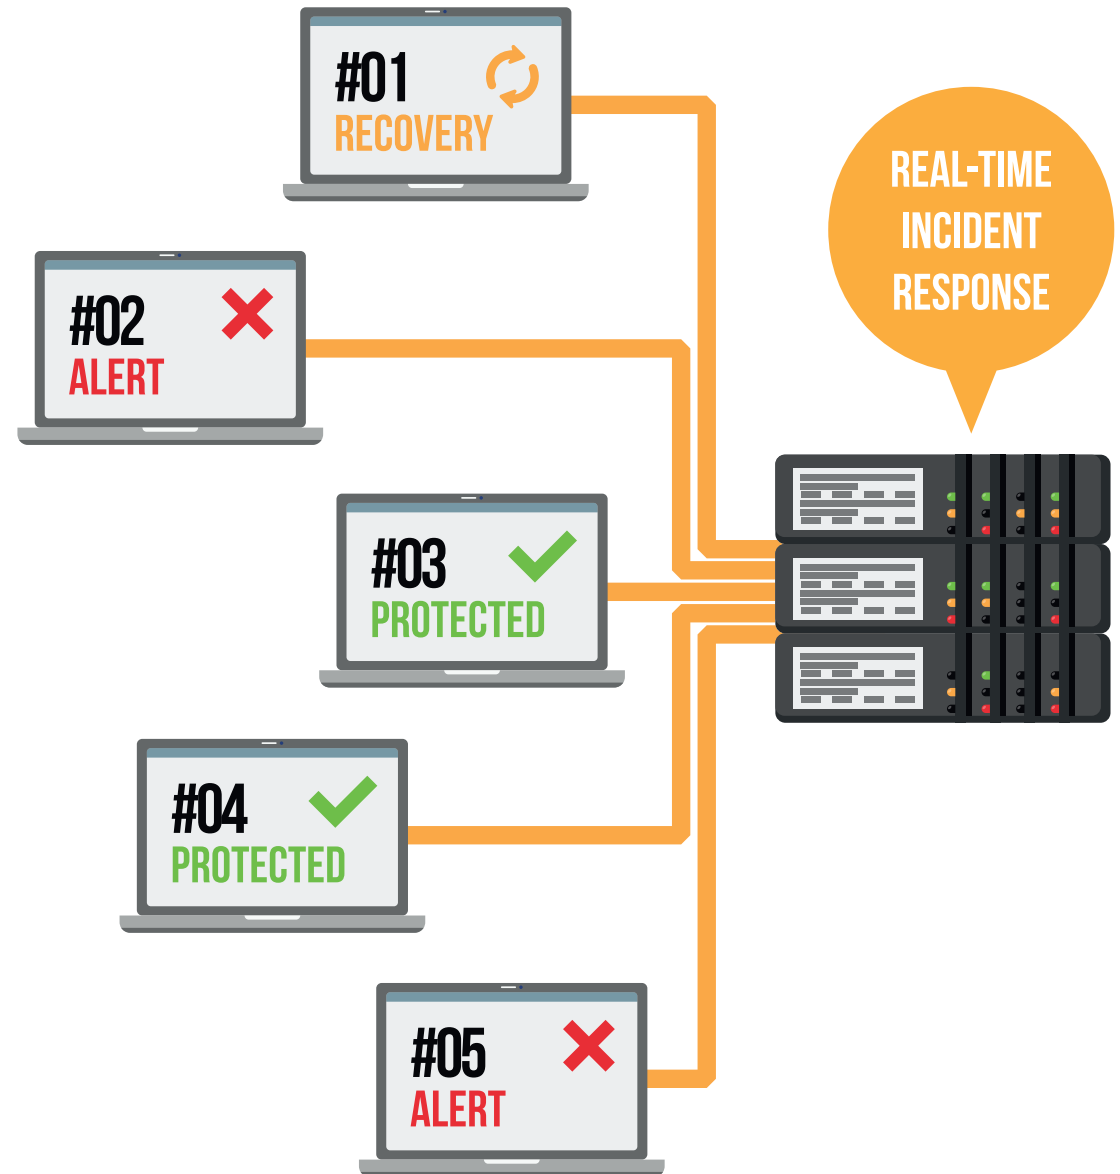 #01
RECOVERY
REAL-TIME
INCIDENT
RESPONSE
#02
ALERT
#03
PROTECTED
#04
PROTECTED
#05
ALERT